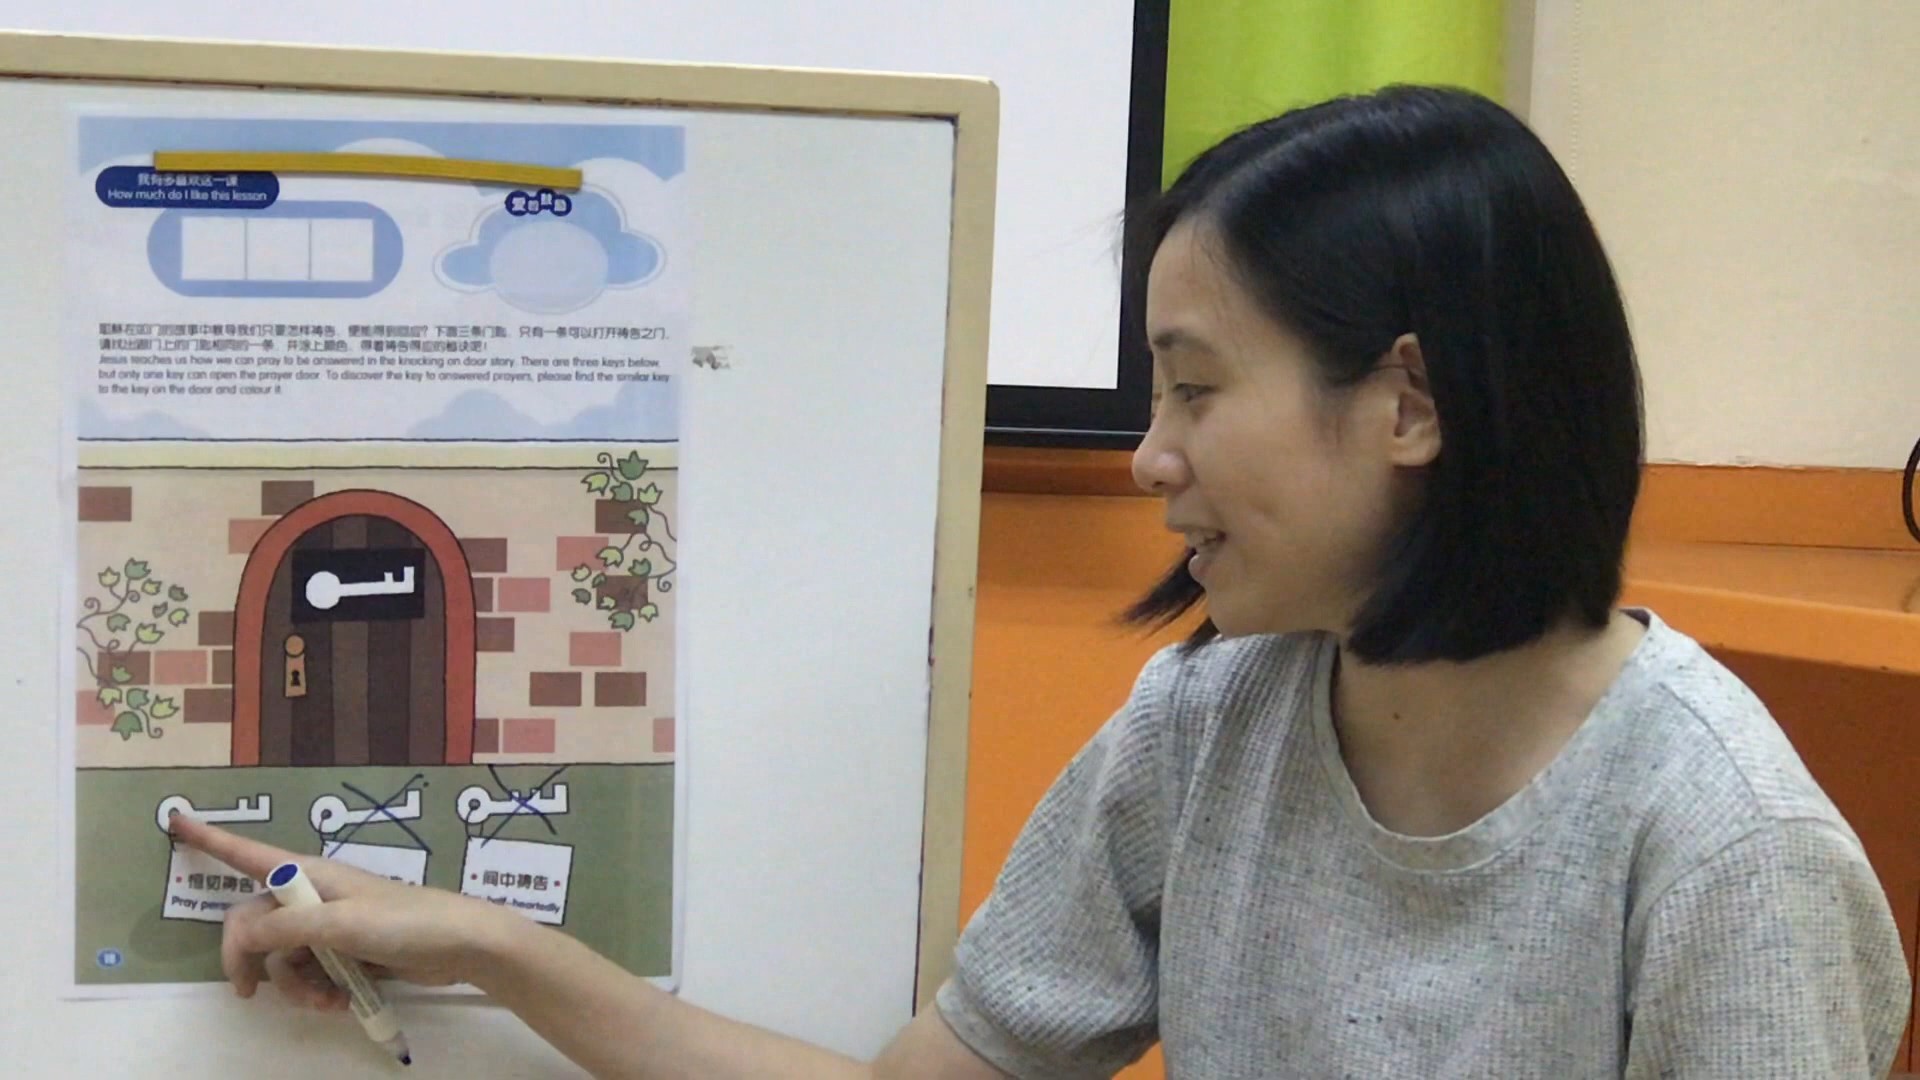 我有多喜欢这一课
How much do I like this lesson
爱的鼓励
耶稣在叩门的故事中教导我们只要怎样祷告，便能得到回应？下面三条门匙，只有一条可以打开祷告之门，
请找出跟门上的门匙相同的一条，并涂上颜色，得着祷告得应的秘诀吧！
Jesus teaches us how we can pray to be answered in the knocking on door story. There are three keys below,
but only one key can open the prayer door. To discover the key to answered prayers, please find the similar key
to the key on the door and colour it.
• 恒切祷告
Pray
• 间中祷告 •
half-heartedly